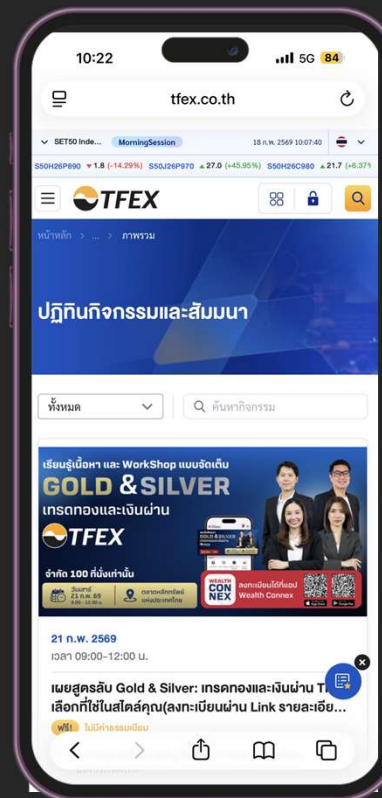 10:22
5G 84
tfex.co.th
SET50 Inde...
MorningSession
18 ก.พ. 2569 10:07:40
S50H26P890 ▼1.8 (-14.29%) S50J26P970 ▲27.0 (+45.95%) S50H26C980 ▲21.7 (+6.37%
TFEX
หน้าหลัก > ... > ภาพรวม
ปฏิทินกิจกรรมและสัมมนา
ทั้งหมด
ค้นหากิจกรรม
เรียนรู้เนื้อหา และ WorkShop แบบจัดเต็ม
GOLD & SILVER
เทรดทองและเงินผ่าน
TFEX
จำกัด 100 ที่นั่งเท่านั้น
วันเสาร์
21 ก.พ. 69
9.00 - 12.00 น.
ตลาดหลักทรัพย์
แห่งประเทศไทย
WEALTH
CON
NEX
ลงทะเบียนได้ที่แอป
Wealth Connex
21 ก.พ. 2569
เวลา 09:00-12:00 น.
เผยสูตรลับ Gold & Silver: เทรดทองและเงินผ่าน T
เลือกที่ใช่ในสไตล์คุณ(ลงทะเบียนผ่าน Link รายละเอีย...
ฟรี! ไม่มีค่าธรรมเนียม